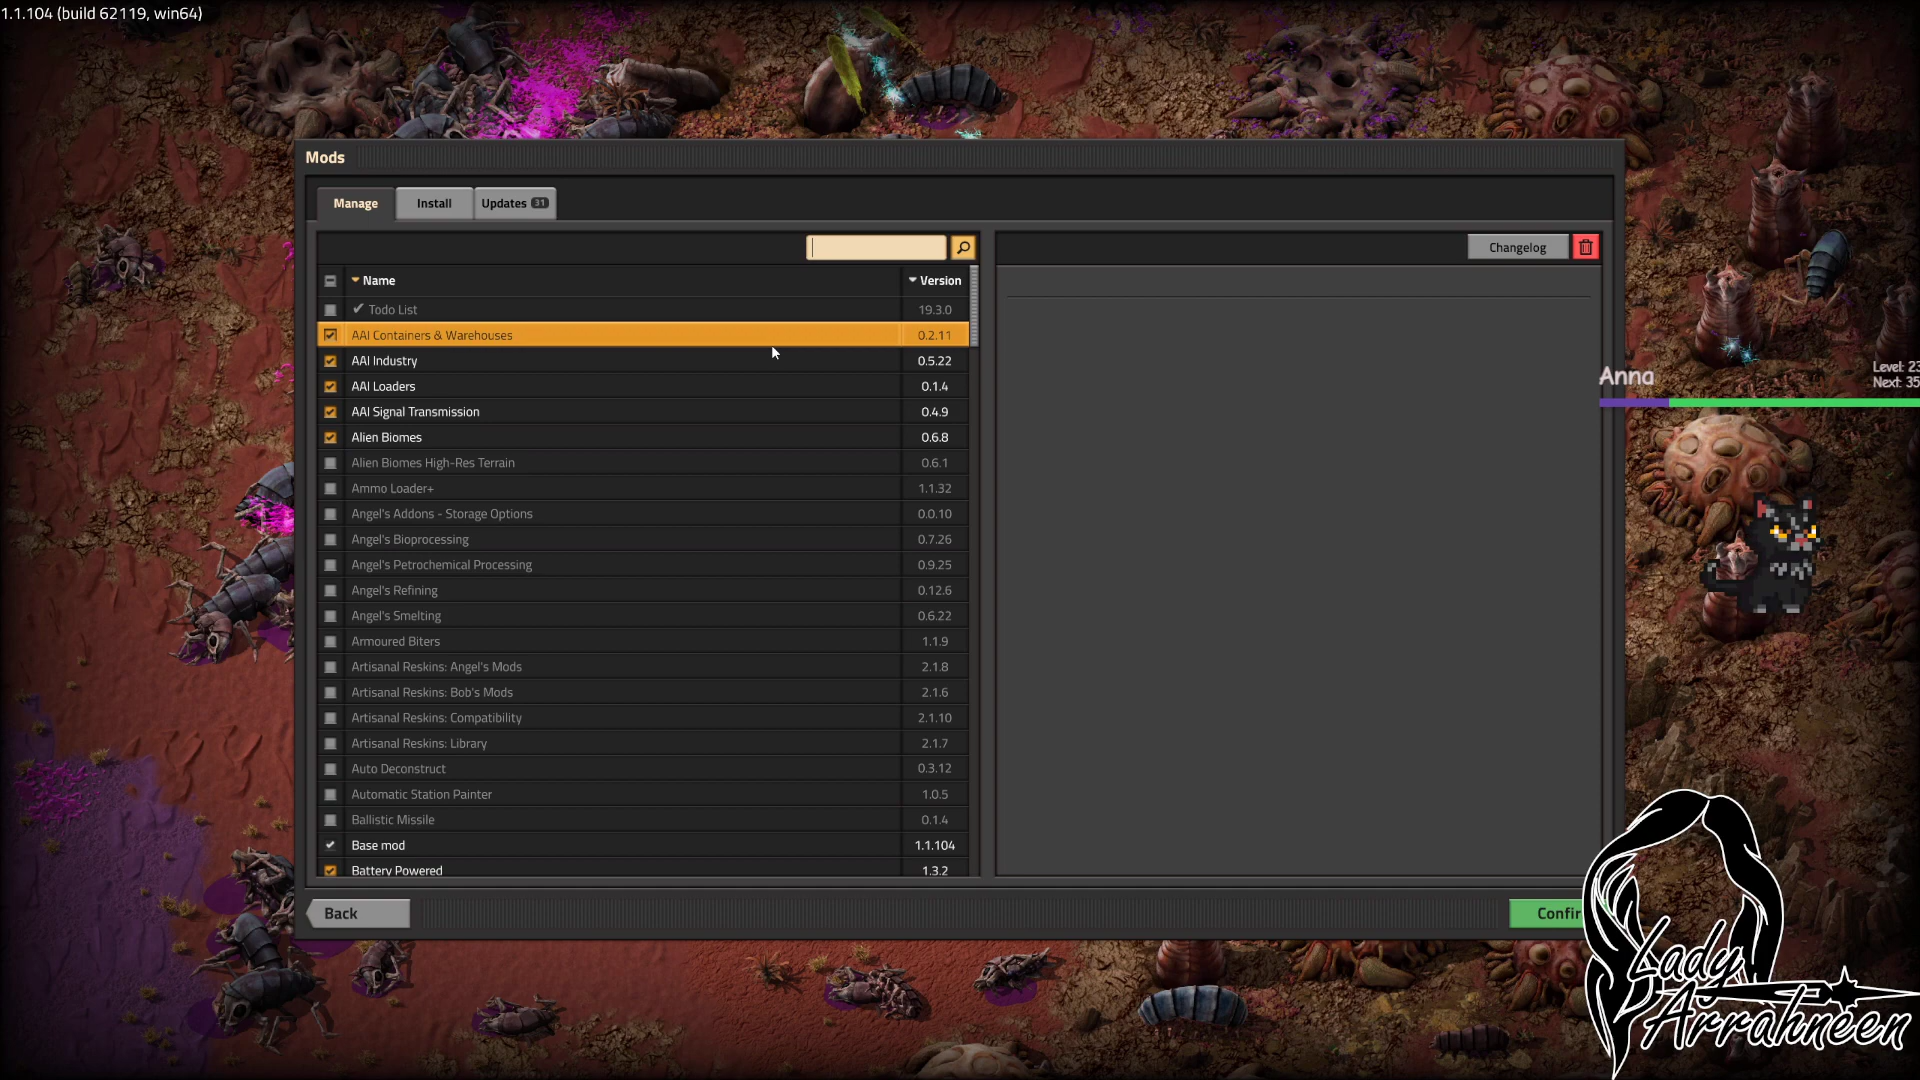 1.1.104 (build 62119, win64)
Mods
Manage
Install
Updates 31
Changelog
Name
Version
✔ Todo List 19.3.0
AAI Containers & Warehouses 0.2.11
AAI Industry 0.5.22
AAI Loaders 0.1.4
AAI Signal Transmission 0.4.9
Alien Biomes 0.6.8
Alien Biomes High-Res Terrain 0.6.1
Ammo Loader+ 1.1.32
Angel's Addons - Storage Options 0.0.10
Angel's Bioprocessing 0.7.26
Angel's Petrochemical Processing 0.9.25
Angel's Refining 0.12.6
Angel's Smelting 0.6.22
Armoured Biters 1.1.9
Artisanal Reskins: Angel's Mods 2.1.8
Artisanal Reskins: Bob's Mods 2.1.6
Artisanal Reskins: Compatibility 2.1.10
Artisanal Reskins: Library 2.1.7
Auto Deconstruct 0.3.12
Automatic Station Painter 1.0.5
Ballistic Missile 0.1.4
Base mod 1.1.104
Battery Powered 1.3.2
Back
Confir
Anna
Level: 23
Next: 35
Lady
Arrahneen